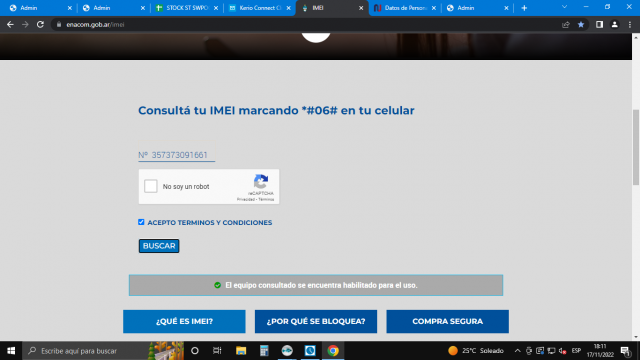 Admin
Admin
STOCK ST SWPO
Kerio Connect Cl
IMEI
Datos de Person
Admin
enacom.gob.ar/imei
Consultá tu IMEI marcando *#06# en tu celular
Nº 357373091661
No soy un robot
reCAPTCHA
Privacidad - Términos
ACEPTO TERMINOS Y CONDICIONES
BUSCAR
El equipo consultado se encuentra habilitado para el uso.
¿QUÉ ES IMEI?
¿POR QUÉ SE BLOQUEA?
COMPRA SEGURA
Escribe aquí para buscar
25°C Soleado
ESP
18:11
17/11/2022